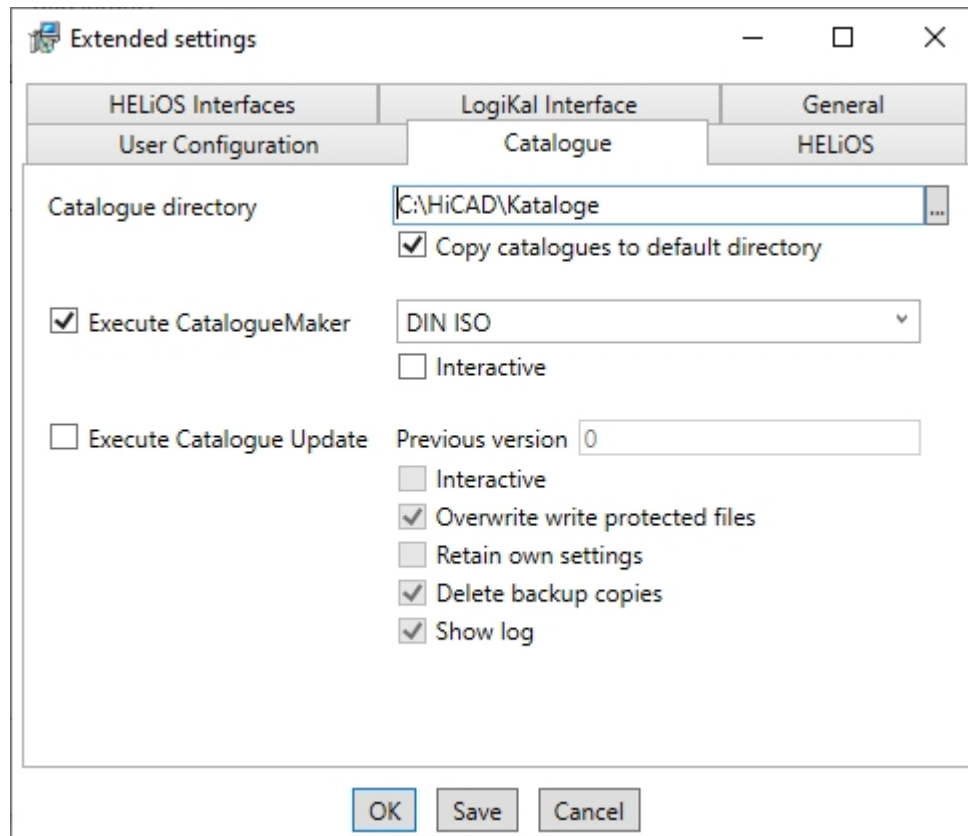 Extended settings
HELiOS Interfaces LogiKal Interface General
User Configuration Catalogue HELiOS
Catalogue directory C:\HiCAD\Kataloge ...
Copy catalogues to default directory
Execute CatalogueMaker DIN ISO
Interactive
Execute Catalogue Update Previous version 0
Interactive
Overwrite write protected files
Retain own settings
Delete backup copies
Show log
OK Save Cancel